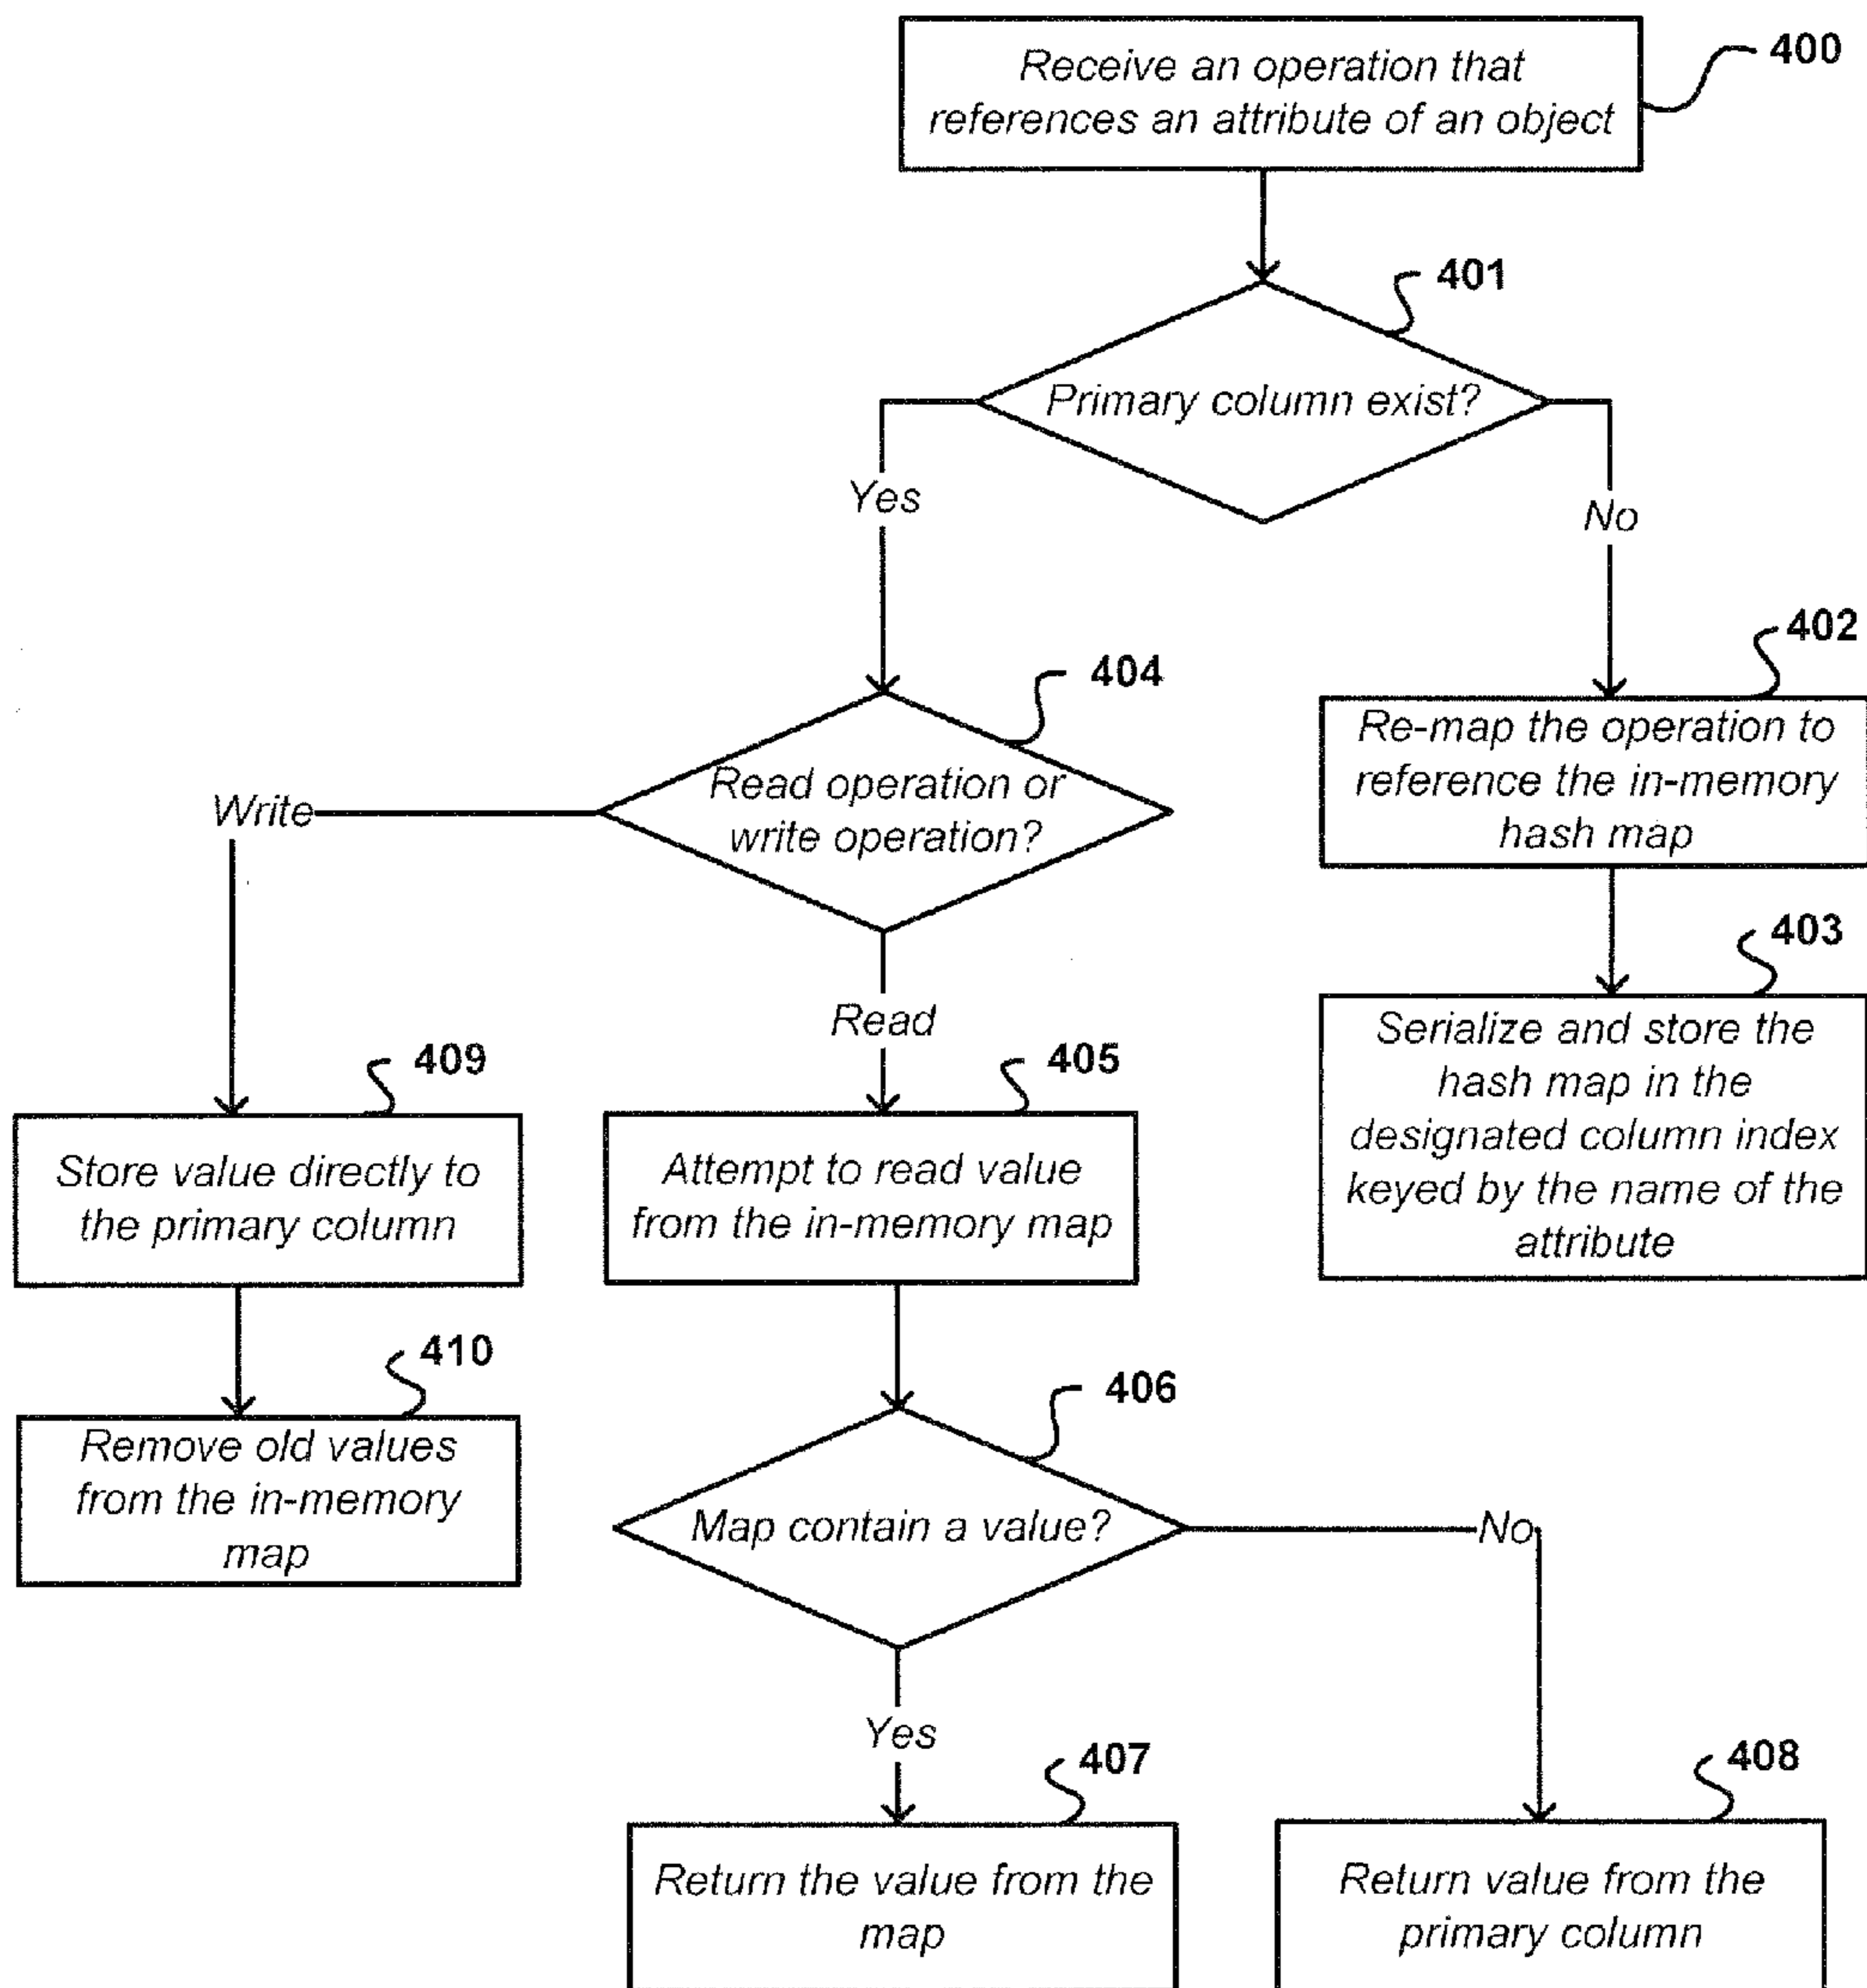 Receive an operation that
references an attribute of an object
400
401
Primary column exist?
Yes
No
402
Re-map the operation to
reference the in-memory
hash map
404
Read operation or
write operation?
Write
Read
403
Serialize and store the
hash map in the
designated column index
keyed by the name of the
attribute
409
Store value directly to
the primary column
405
Attempt to read value
from the in-memory map
410
Remove old values
from the in-memory
map
406
Map contain a value?
No
Yes
407
Return the value from the
map
408
Return value from the
primary column